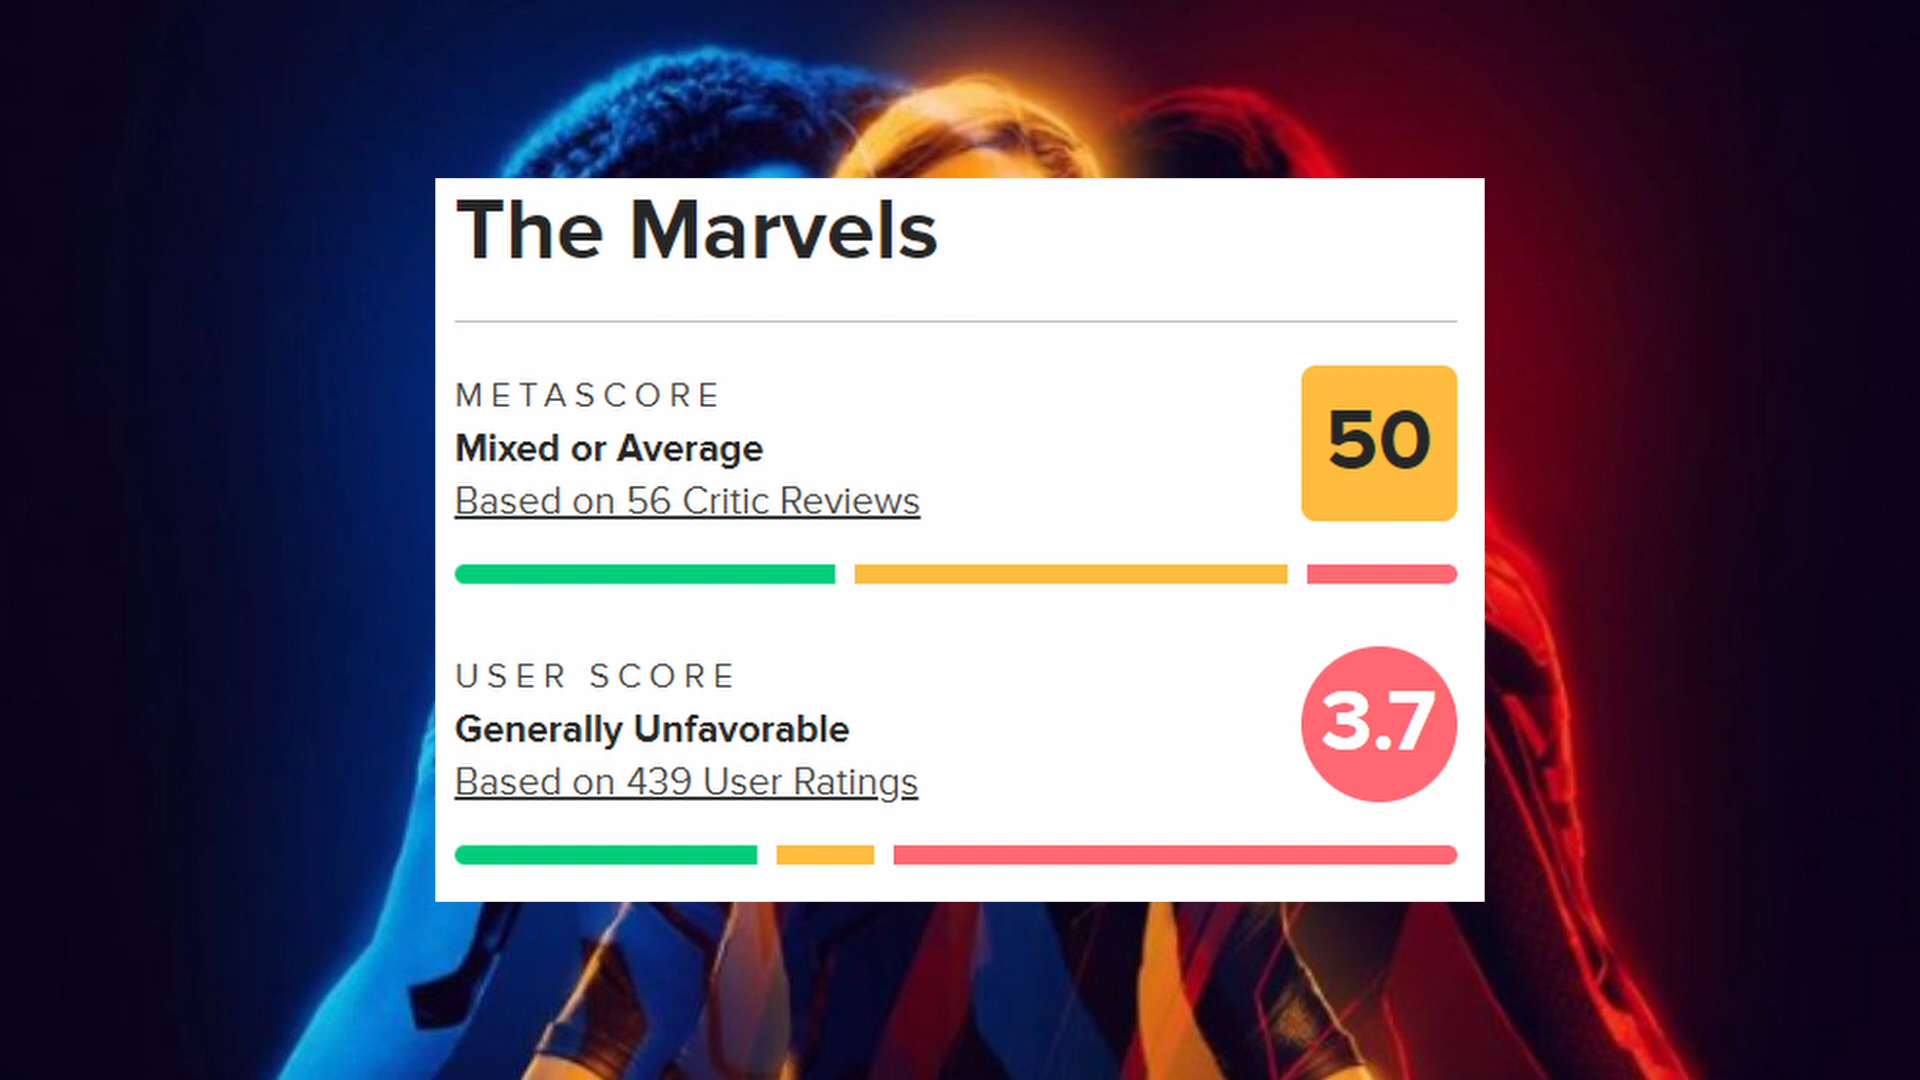 The Marvels
METASCORE
Mixed or Average
Based on 56 Critic Reviews
50
USER SCORE
Generally Unfavorable
Based on 439 User Ratings
3.7